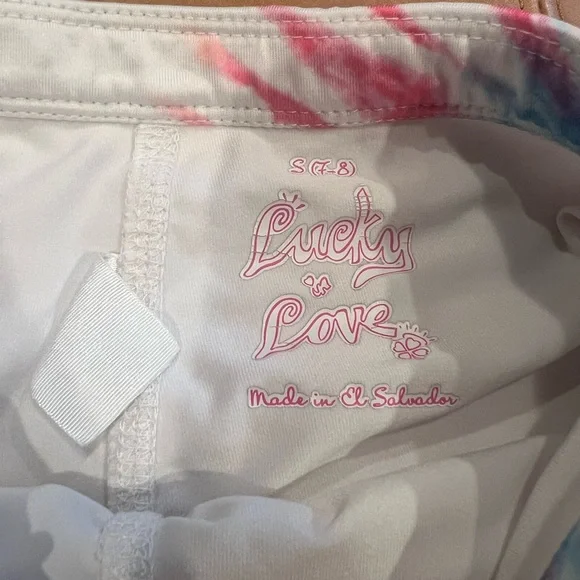 S (7-8)
Lucky
in
Love
Made in El Salvador